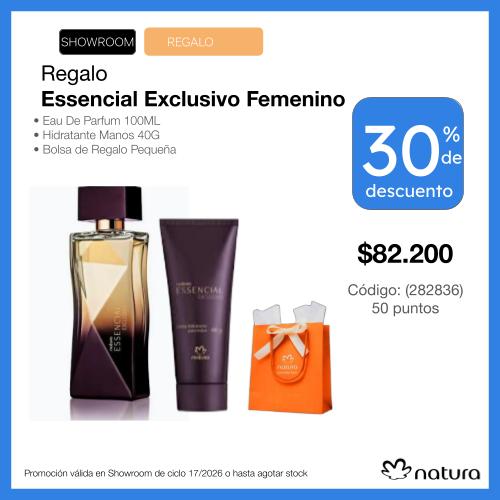 SHOWROOM
REGALO
Regalo
Essencial Exclusivo Femenino
• Eau De Parfum 100ML
• Hidratante Manos 40G
• Bolsa de Regalo Pequeña
30%
de
descuento
$82.200
Código: (282836)
50 puntos
ESSENCIAL
natura
ESSENCIAL
natura
natura
Promoción válida en Showroom de ciclo 17/2026 o hasta agotar stock
natura